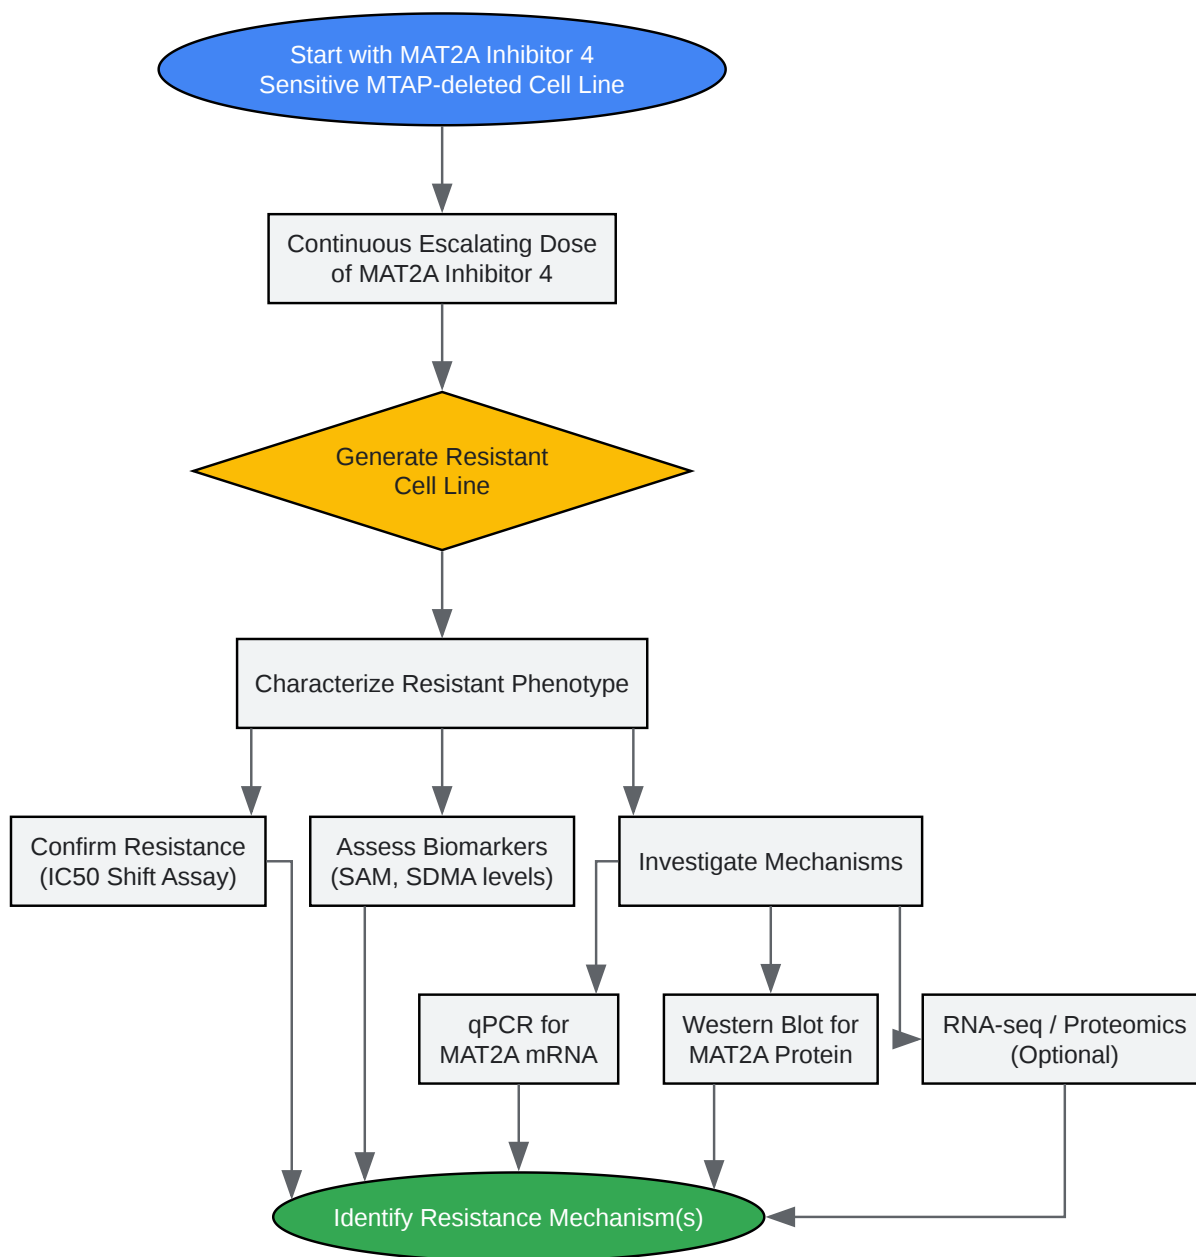 Start with MAT2A Inhibitor 4
Sensitive MTAP-deleted Cell Line
Continuous Escalating Dose
of MAT2A Inhibitor 4
Generate Resistant
Cell Line
Characterize Resistant Phenotype
Confirm Resistance
(IC50 Shift Assay)
Assess Biomarkers
(SAM, SDMA levels)
Investigate Mechanisms
qPCR for
MAT2A mRNA
Western Blot for
MAT2A Protein
RNA-seq / Proteomics
(Optional)
Identify Resistance Mechanism(s)